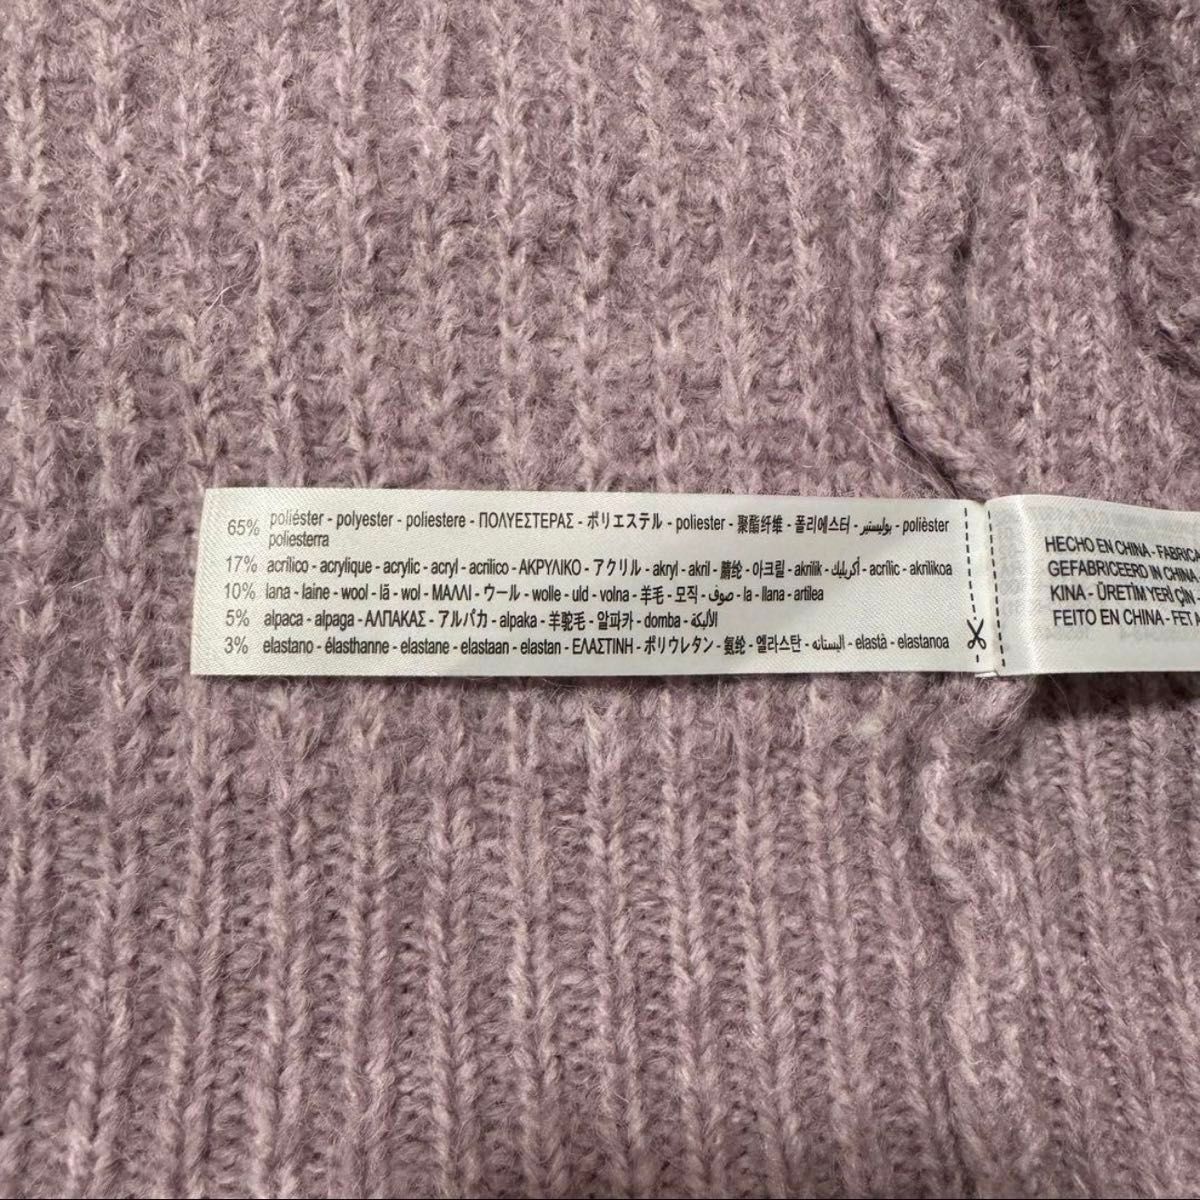 65% poliéster - polyester - poliestere - ΠΟΛΥΕΣΤΕΡΑΣ - ポリエステル - poliester - 聚酯纤维 - 폴리에스터 - بوليستير - polièster
poliesterra
17% acrílico - acrylique - acrylic - acryl - acrilico - ΑΚΡΥΛΙΚΟ - アクリル - akryl - akril - 腈纶 - 아크릴 - akrilik - أكريليك - acrílic - akrilikoa
10% lana - laine - wool - lã - wol - ΜΑΛΛΙ - ウール - wolle - uld - volna - 羊毛 - 모직 - صوف - la - llana - artilea
5% alpaca - alpaga - ΑΛΠΑΚΑΣ - アルパカ - alpaka - 羊驼毛 - 알파카 - domba - الألبكة
3% elastano - élasthanne - elastane - elastaan - elastan - ΕΛΑΣΤΙΝΗ - ポリウレタン - 氨纶 - 엘라스탄 - البستانه - elastà - elastanoa
HECHO EN CHINA - FABRICA
GEFABRICEERD IN CHINA
KINA - ÜRETİM YERİ ÇİN -
FEITO EN CHINA - FET A